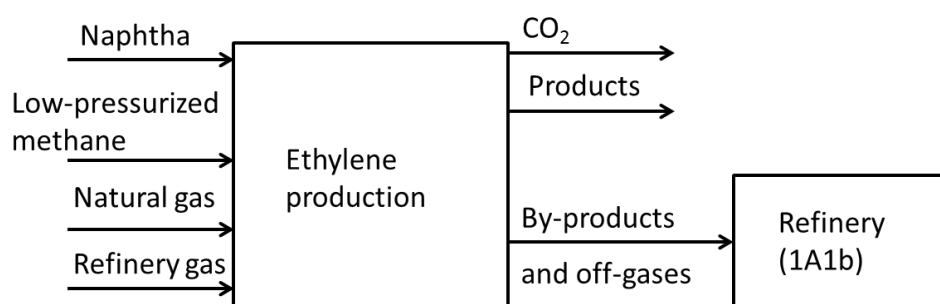 Naphtha
Low-pressurized
methane
Natural gas
Refinery gas
Ethylene
production
CO₂
Products
By-products
and off-gases
Refinery
(1A1b)